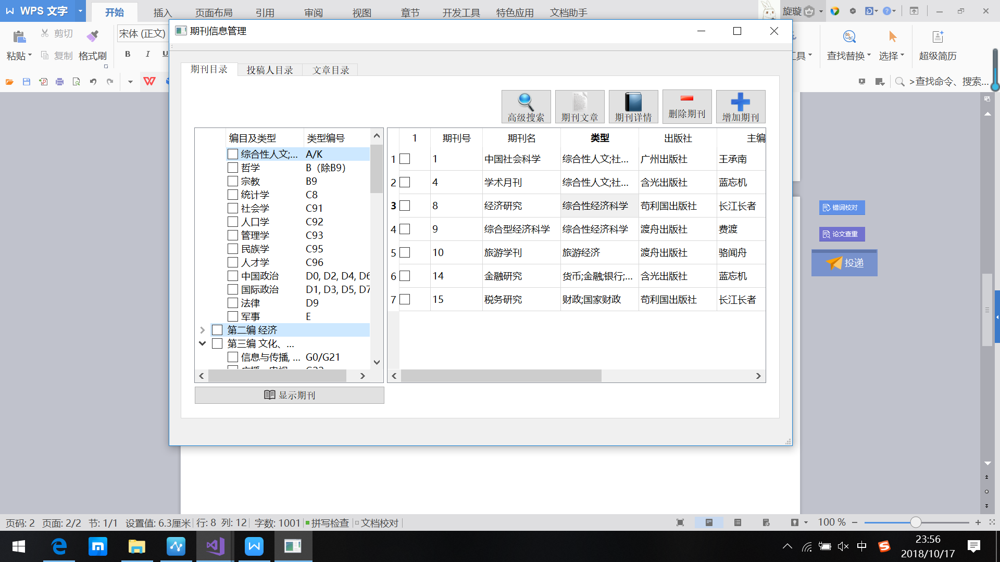 WPS 文字
开始
插入
页面布局
引用
审阅
视图
章节
开发工具
特色应用
文档助手
旋璇
剪切
宋体 (正文)
粘贴
复制
格式刷
B I U
查找替换
选择
超级简历
>查找命令、搜索...
期刊信息管理
期刊目录
投稿人目录
文章目录
高级搜索
期刊文章
期刊详情
删除期刊
增加期刊
编目及类型 类型编号
综合性人文;... A/K
哲学 B（除B9）
宗教 B9
统计学 C8
社会学 C91
人口学 C92
管理学 C93
民族学 C95
人才学 C96
中国政治 D0, D2, D4, D6
国际政治 D1, D3, D5, D7
法律 D9
军事 E
第二编 经济
第三编 文化、...
信息与传播, ... G0/G21
显示期刊
1 期刊号 期刊名 类型 出版社 主编
1 1 中国社会科学 综合性人文;社... 广州出版社 王承南
2 4 学术月刊 综合性人文;社... 含光出版社 蓝忘机
3 8 经济研究 综合性经济科学 苟利国出版社 长江长者
4 9 综合型经济科学 综合性经济科学 渡舟出版社 费渡
5 10 旅游学刊 旅游经济 渡舟出版社 骆闻舟
6 14 金融研究 货币;金融;银行;... 含光出版社 蓝忘机
7 15 税务研究 财政;国家财政 苟利国出版社 长江长者
错词校对
论文查重
投递
页码: 2 页面: 2/2 节: 1/1 设置值: 6.3厘米 行: 8 列: 12 字数: 1001 拼写检查 文档校对
100 %
中
23:56
2018/10/17